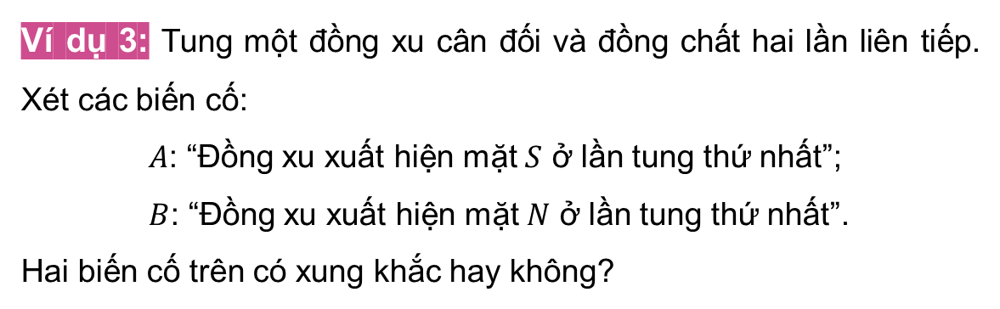 Ví dụ 3: Tung một đồng xu cân đối và đồng chất hai lần liên tiếp.
Xét các biến cố:
A: “Đồng xu xuất hiện mặt S ở lần tung thứ nhất”;
B: “Đồng xu xuất hiện mặt N ở lần tung thứ nhất”.
Hai biến cố trên có xung khắc hay không?